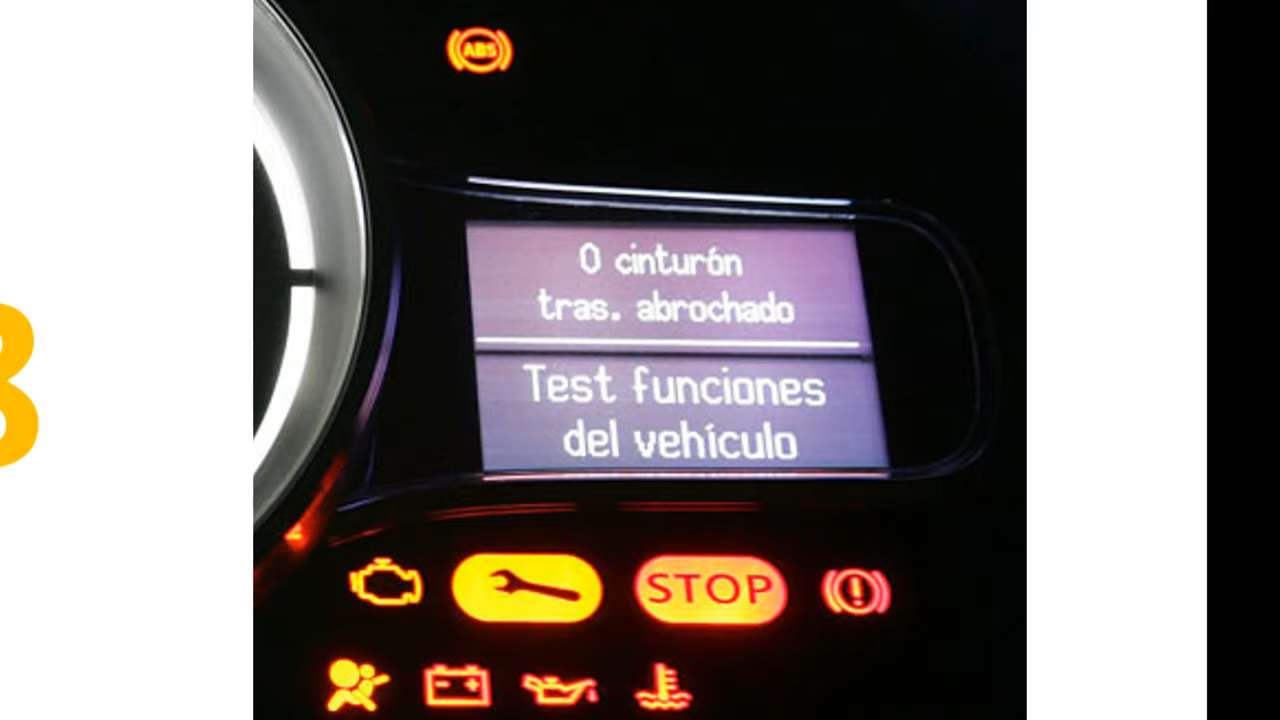 ABS
0 cinturón
tras. abrochado
Test funciones
del vehículo
STOP